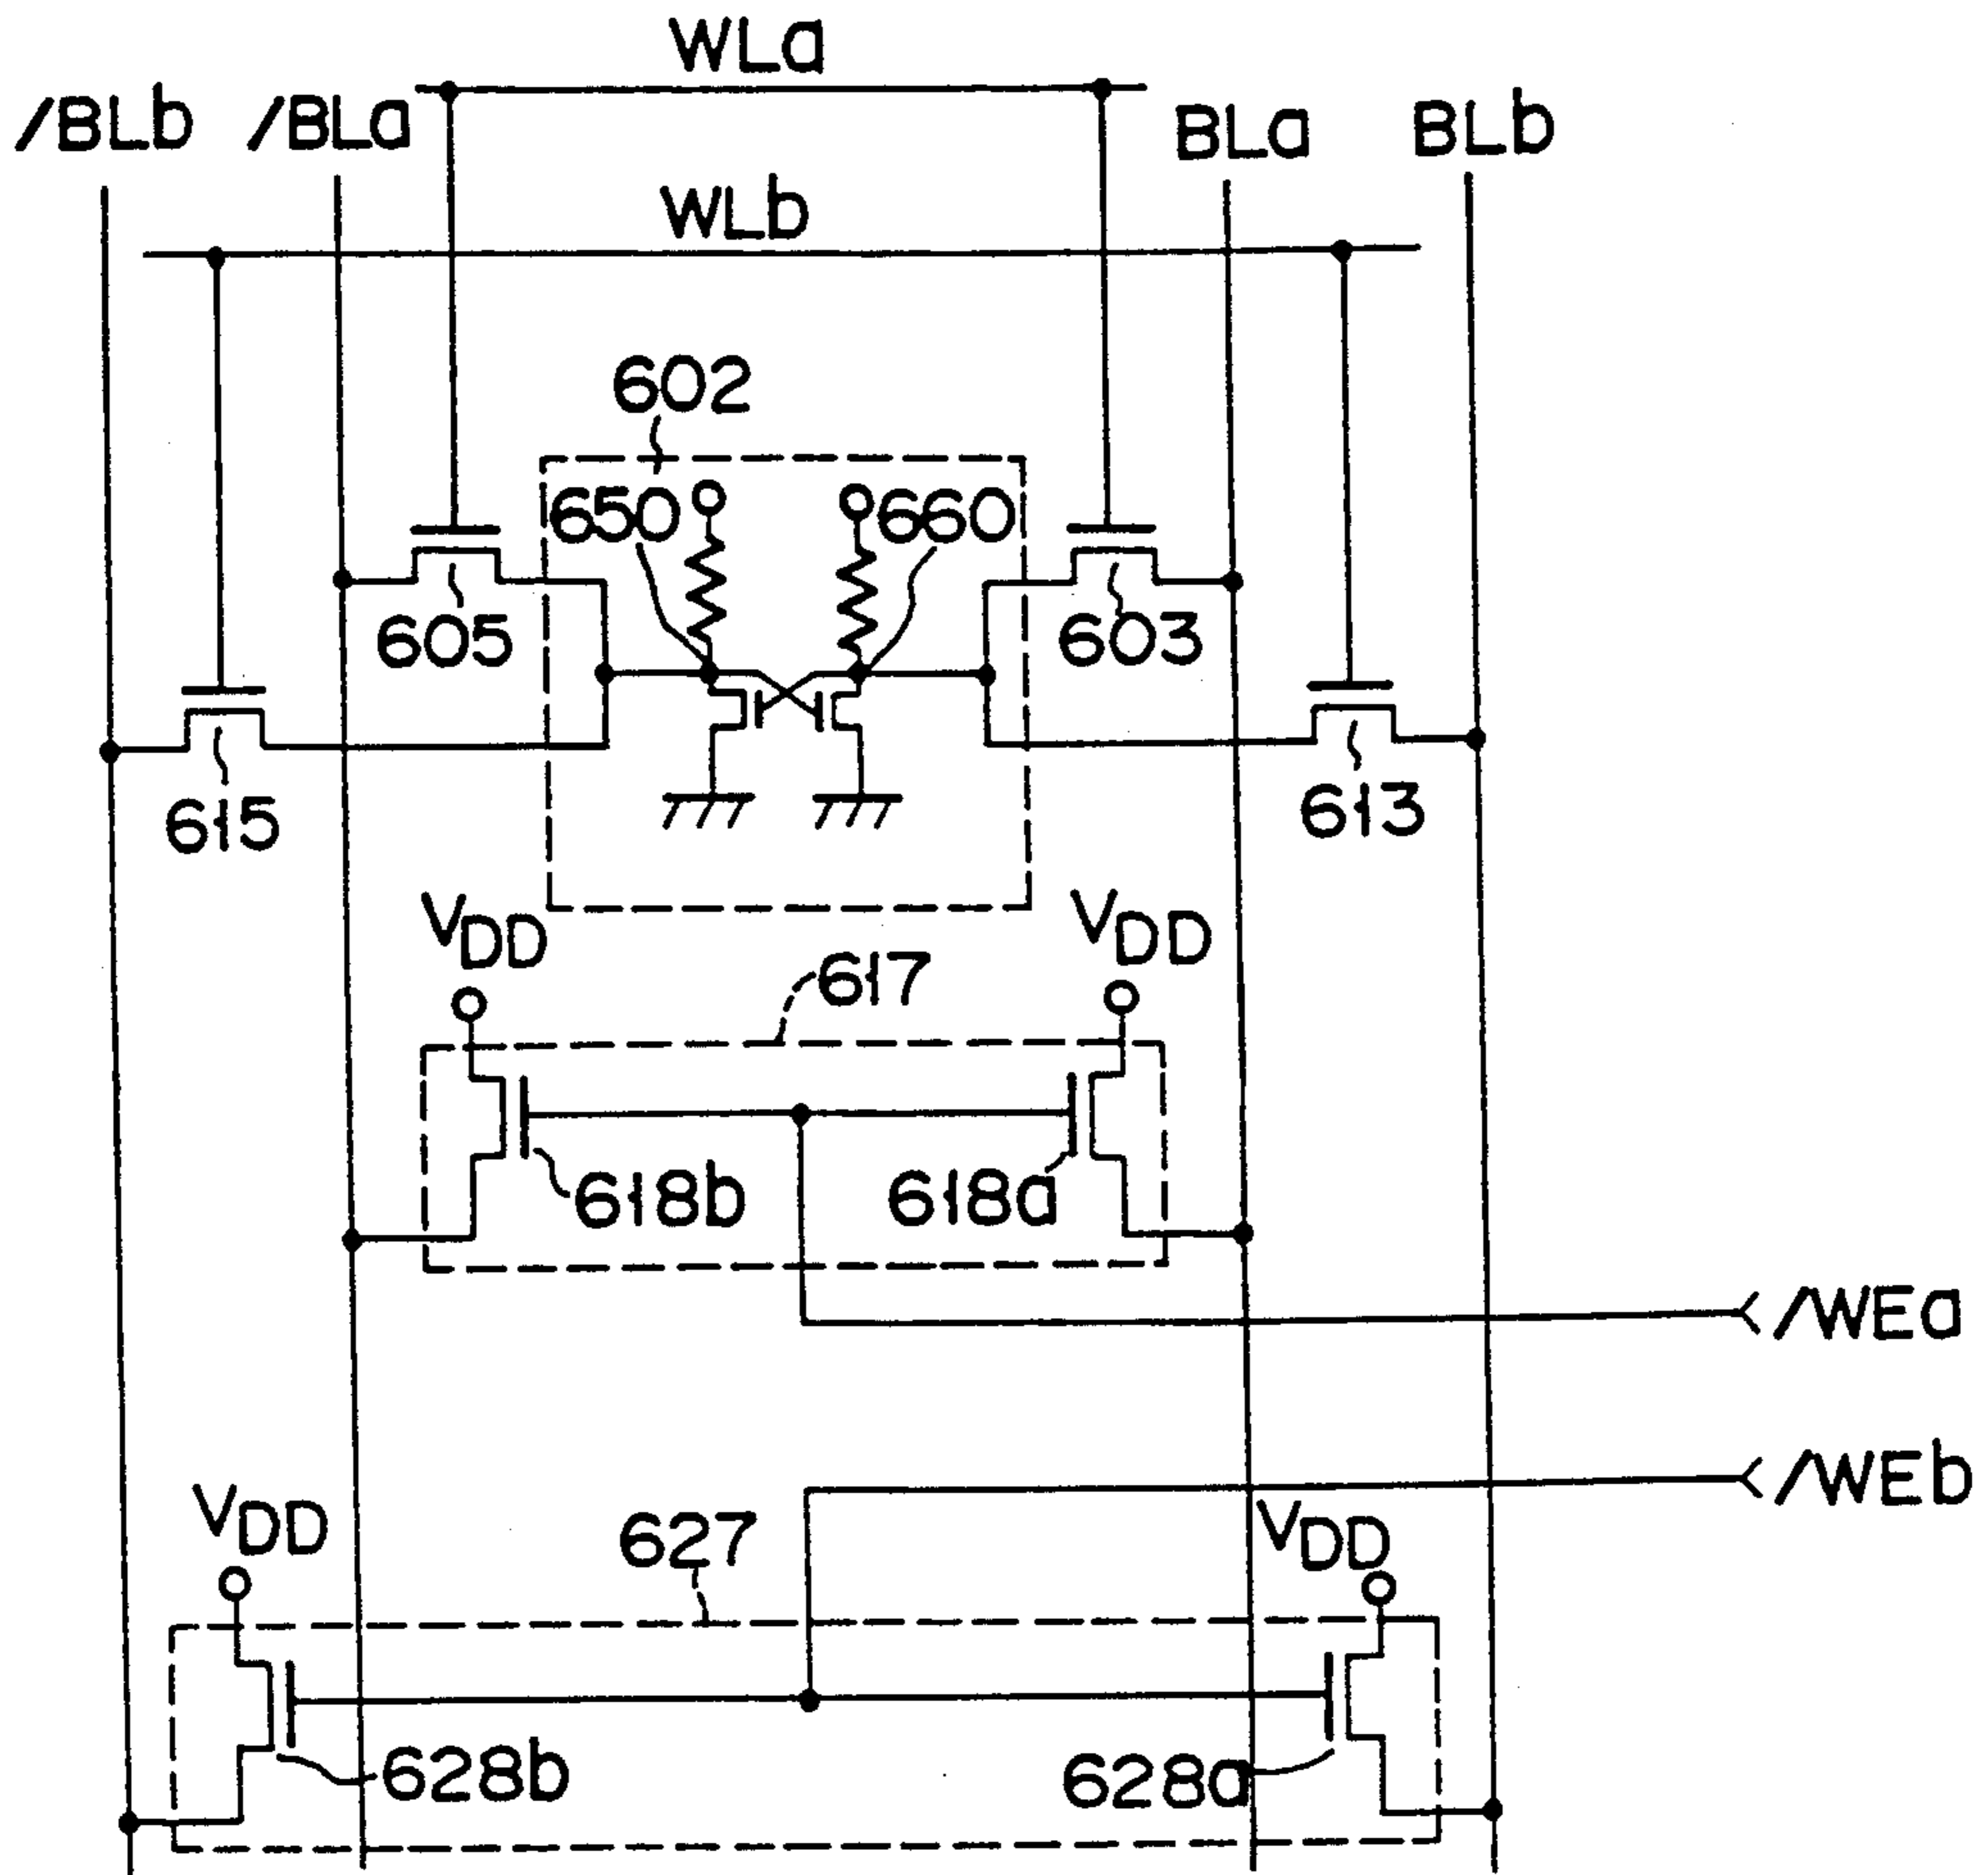 WLa
/BLb
/BLa
BLa
BLb
WLb
602
650
660
605
603
615
613
VDD
VDD
617
618b
618a
/WEa
/WEb
VDD
627
VDD
628b
628a